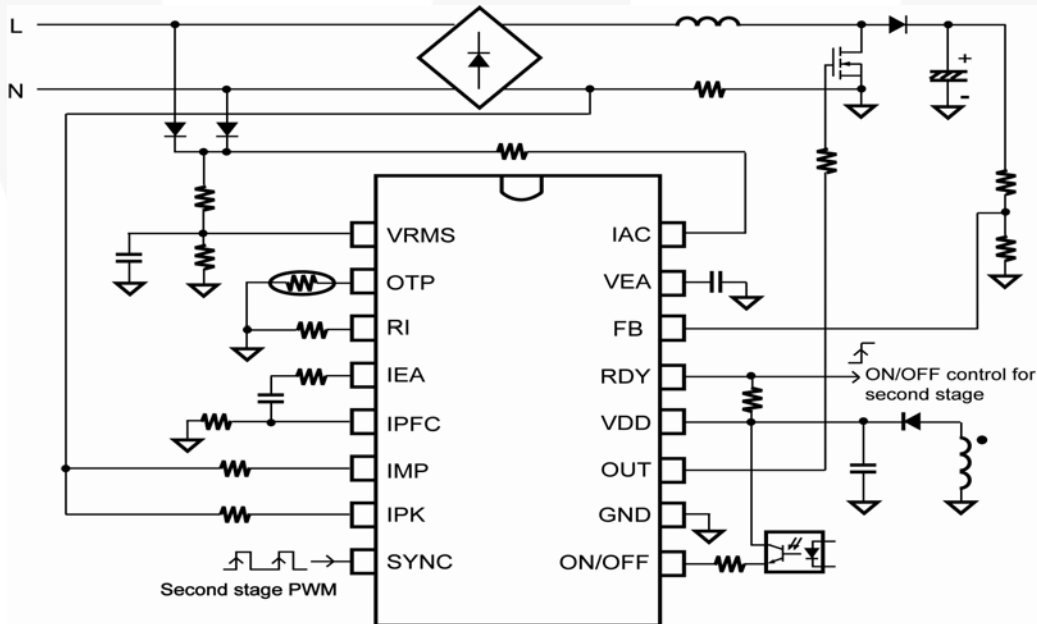 L
N
+
-
VRMS
OTP
RI
IEA
IPFC
IMP
IPK
SYNC
IAC
VEA
FB
RDY
VDD
OUT
GND
ON/OFF
ON/OFF control for
second stage
Second stage PWM